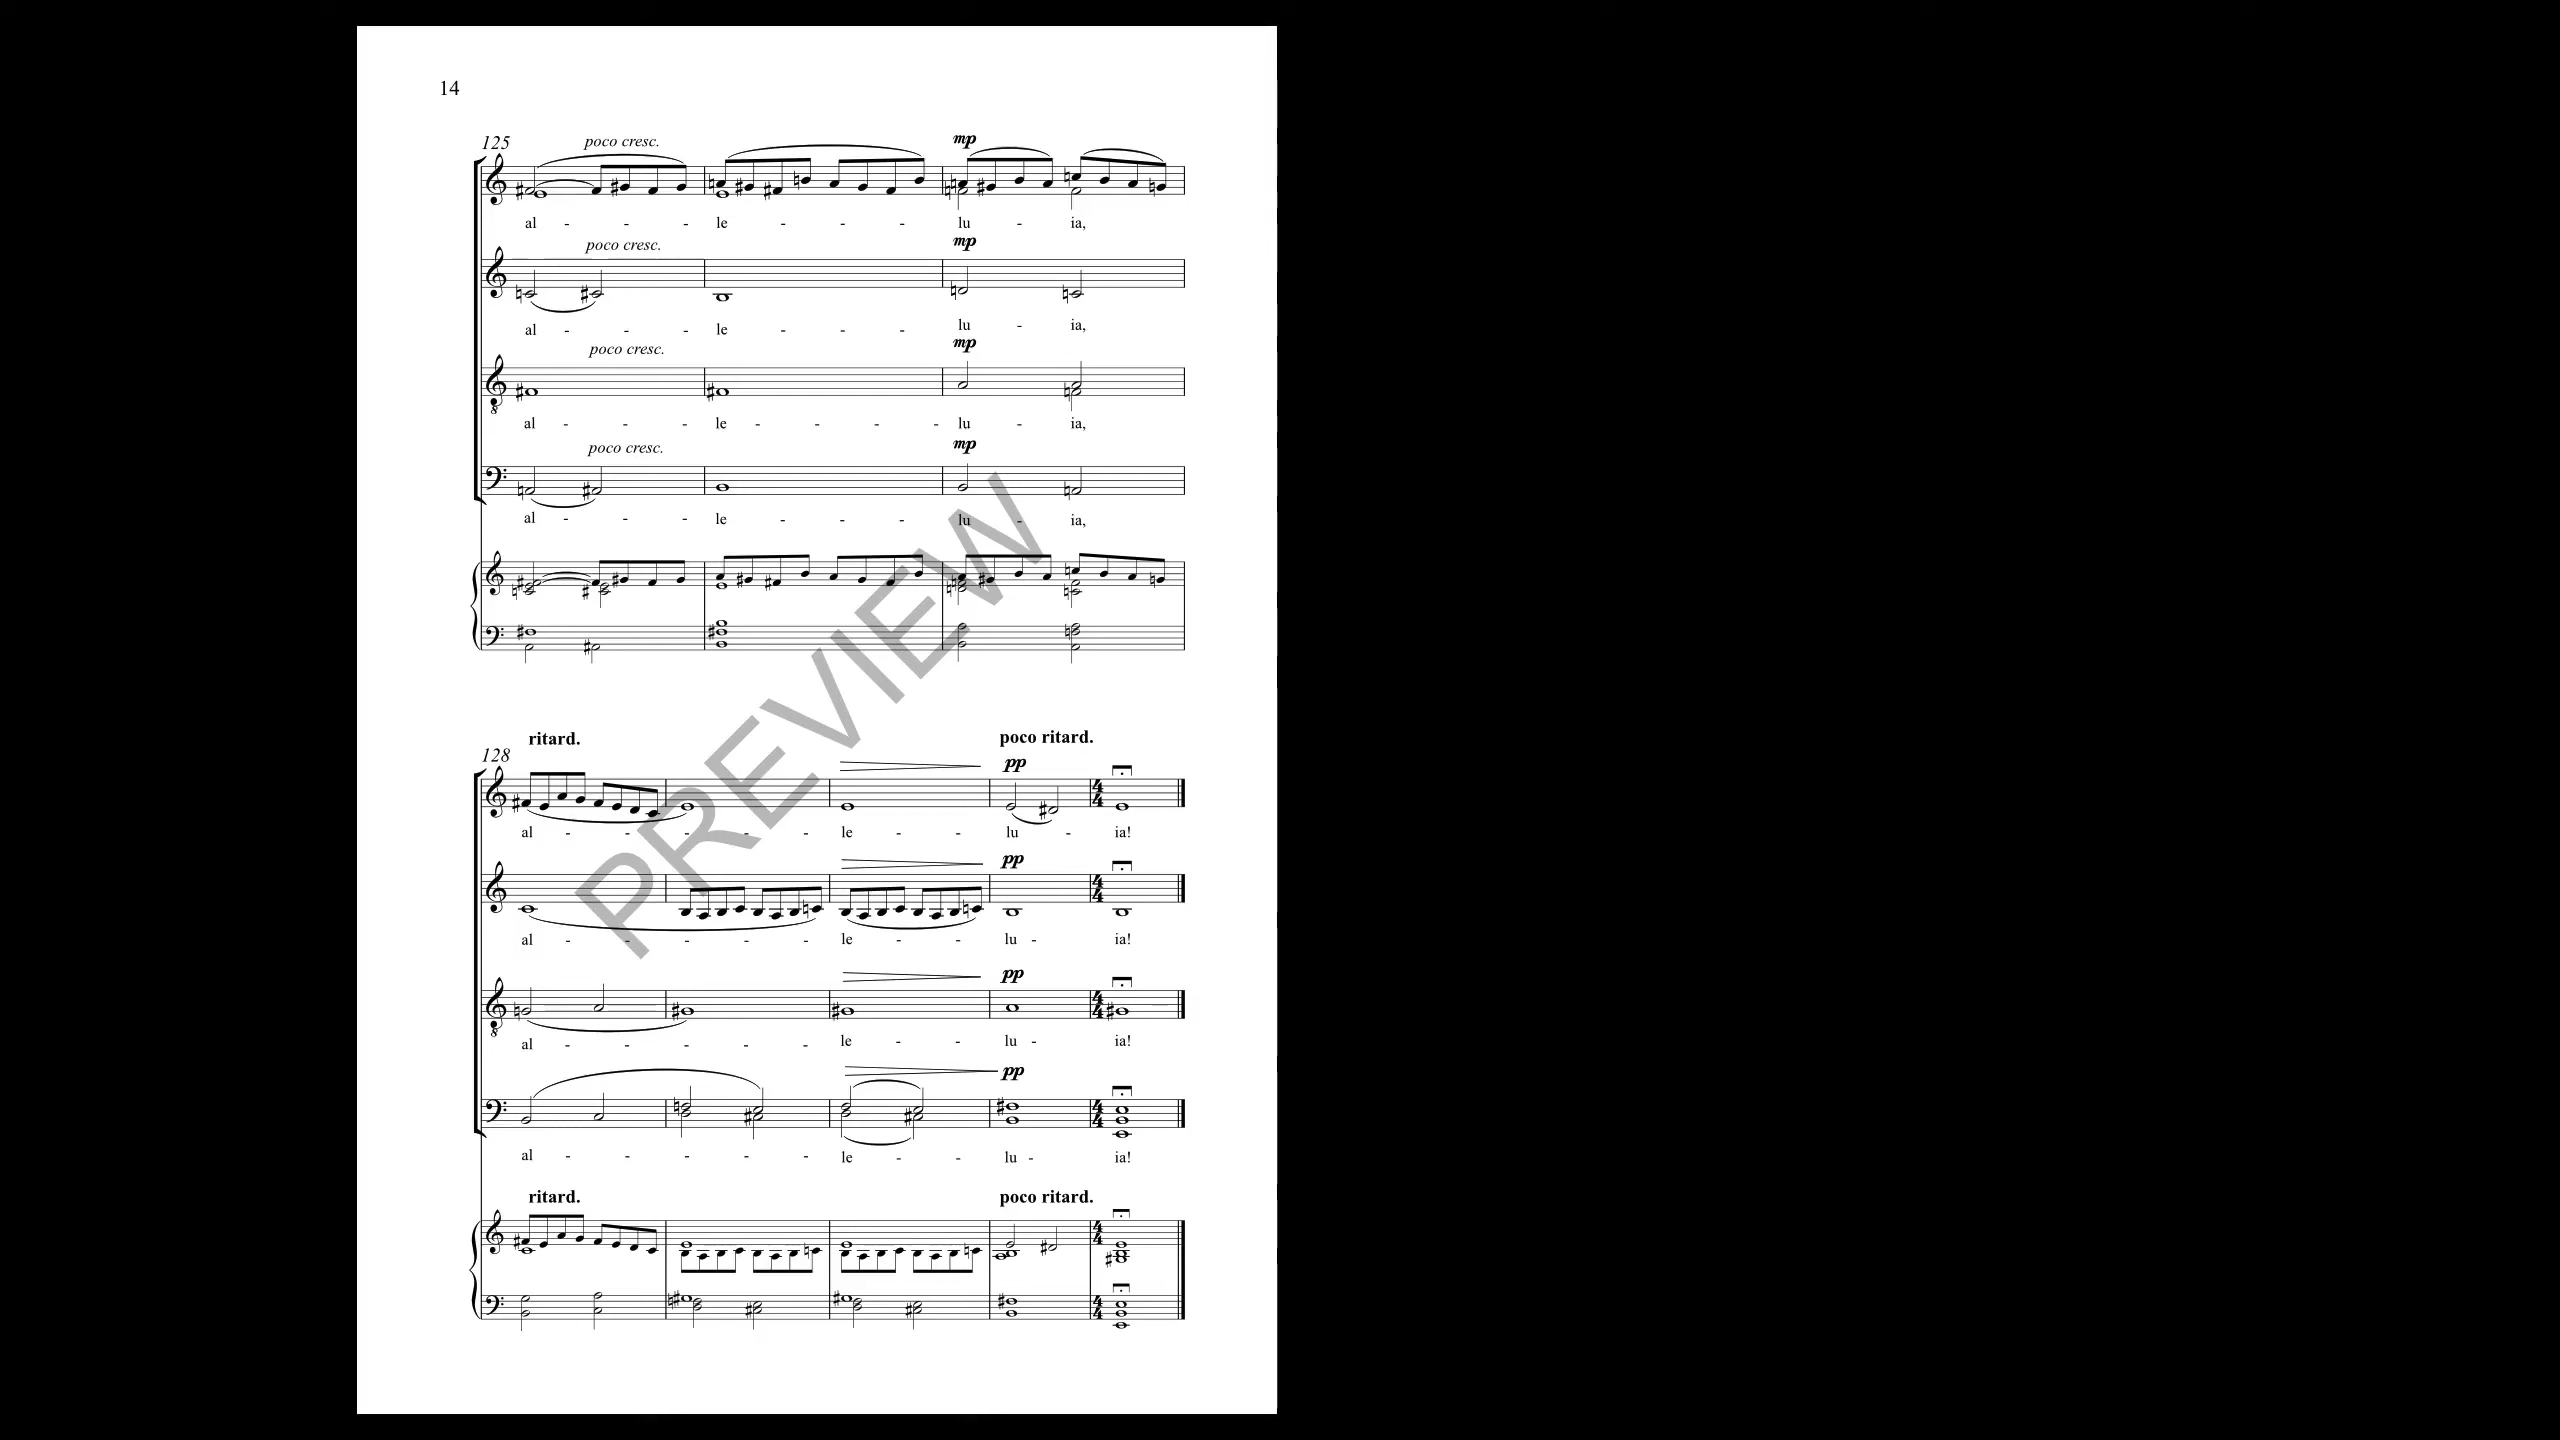 14
125
poco cresc.
mp
al - - - le - - - lu - ia,
poco cresc.
mp
al - - - le - - - lu - ia,
poco cresc.
mp
al - - - le - - - lu - ia,
poco cresc.
mp
al - - - le - - - lu - ia,
PREVIEW
ritard.
poco ritard.
128
pp
al - - - - - le - - lu - ia!
pp
al - - - - - le - - lu - ia!
pp
al - - - - - le - - lu - ia!
pp
al - - - - - le - - lu - ia!
ritard.
poco ritard.